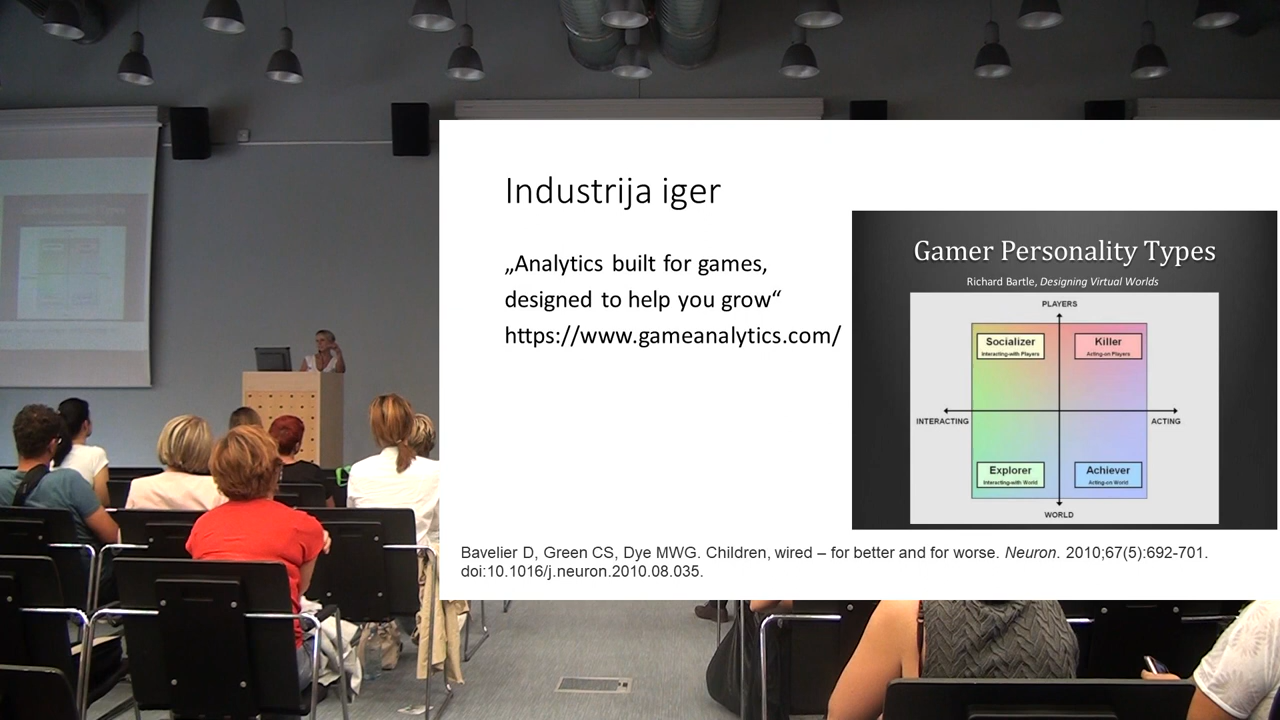 Industrija iger
„Analytics built for games,
designed to help you grow“
https://www.gameanalytics.com/
Gamer Personality Types
Richard Bartle, Designing Virtual Worlds
PLAYERS
Socializer
Interacting-with Players
Killer
Acting-on Players
INTERACTING
ACTING
Explorer
Interacting-with World
Achiever
Acting-on World
WORLD
Bavelier D, Green CS, Dye MWG. Children, wired – for better and for worse. Neuron. 2010;67(5):692-701.
doi:10.1016/j.neuron.2010.08.035.